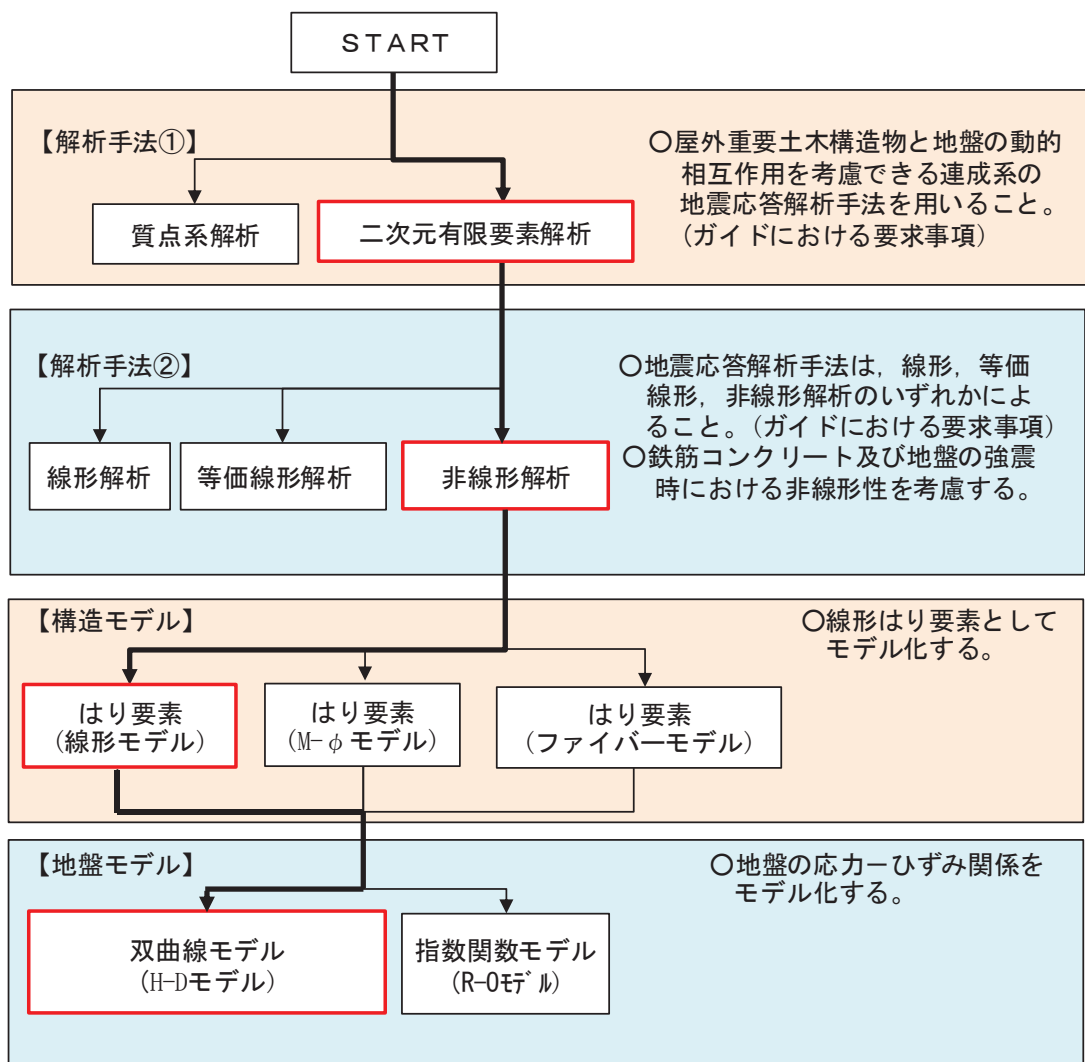 START
【解析手法①】
○屋外重要土木構造物と地盤の動的
相互作用を考慮できる連成系の
地震応答解析手法を用いること。
(ガイドにおける要求事項)
質点系解析
二次元有限要素解析
【解析手法②】
○地震応答解析手法は，線形，等価
線形，非線形解析のいずれかによ
ること。(ガイドにおける要求事項)
○鉄筋コンクリート及び地盤の強震
時における非線形性を考慮する。
線形解析
等価線形解析
非線形解析
【構造モデル】
○線形はり要素として
モデル化する。
はり要素
(線形モデル)
はり要素
(M-φモデル)
はり要素
(ファイバーモデル)
【地盤モデル】
○地盤の応力ーひずみ関係を
モデル化する。
双曲線モデル
(H-Dモデル)
指数関数モデル
(R-Oﾓﾃﾞﾙ)